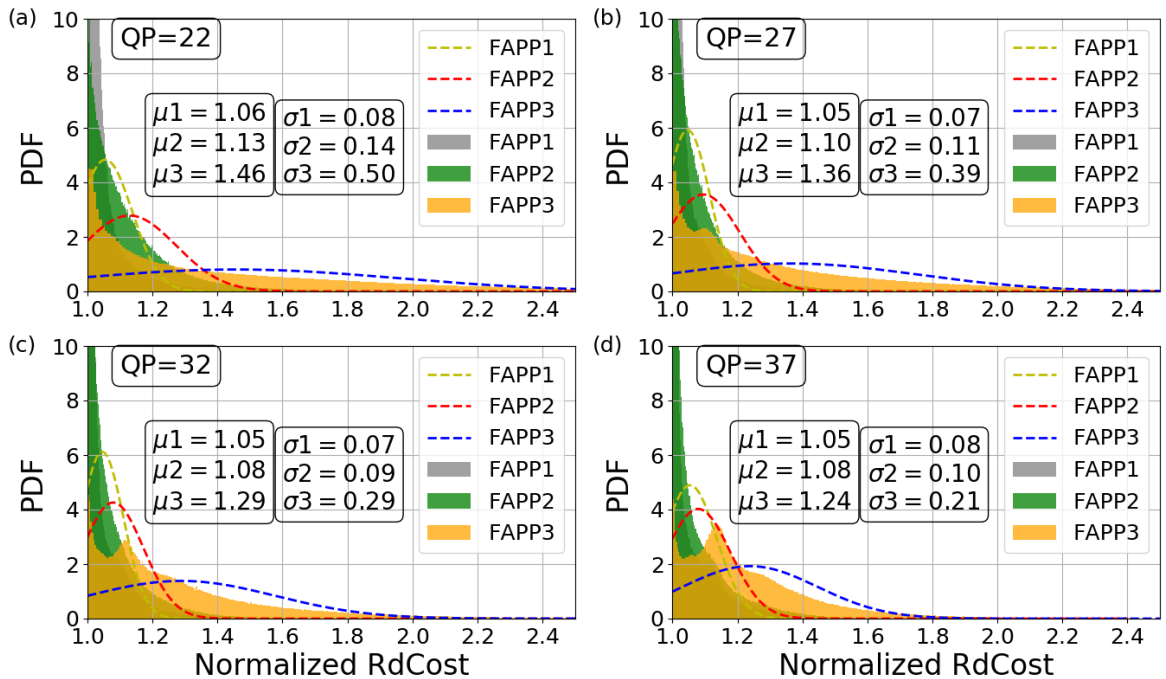 (a)
QP=22
μ1 = 1.06
μ2 = 1.13
μ3 = 1.46
σ1 = 0.08
σ2 = 0.14
σ3 = 0.50
FAPP1
FAPP2
FAPP3
FAPP1
FAPP2
FAPP3
PDF
10
8
6
4
2
0
1.0 1.2 1.4 1.6 1.8 2.0 2.2 2.4
(b)
QP=27
μ1 = 1.05
μ2 = 1.10
μ3 = 1.36
σ1 = 0.07
σ2 = 0.11
σ3 = 0.39
FAPP1
FAPP2
FAPP3
FAPP1
FAPP2
FAPP3
PDF
10
8
6
4
2
0
1.0 1.2 1.4 1.6 1.8 2.0 2.2 2.4
(c)
QP=32
μ1 = 1.05
μ2 = 1.08
μ3 = 1.29
σ1 = 0.07
σ2 = 0.09
σ3 = 0.29
FAPP1
FAPP2
FAPP3
FAPP1
FAPP2
FAPP3
PDF
10
8
6
4
2
0
1.0 1.2 1.4 1.6 1.8 2.0 2.2 2.4
Normalized RdCost
(d)
QP=37
μ1 = 1.05
μ2 = 1.08
μ3 = 1.24
σ1 = 0.08
σ2 = 0.10
σ3 = 0.21
FAPP1
FAPP2
FAPP3
FAPP1
FAPP2
FAPP3
PDF
10
8
6
4
2
0
1.0 1.2 1.4 1.6 1.8 2.0 2.2 2.4
Normalized RdCost